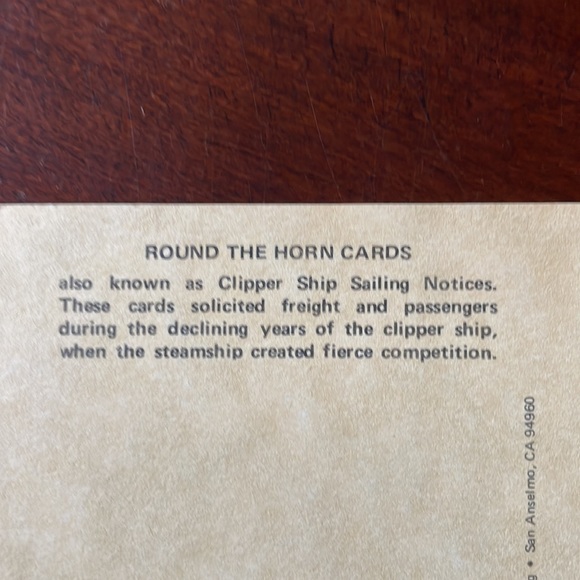 ROUND THE HORN CARDS
also known as Clipper Ship Sailing Notices.
These cards solicited freight and passengers
during the declining years of the clipper ship,
when the steamship created fierce competition.
• San Anselmo, CA 94960